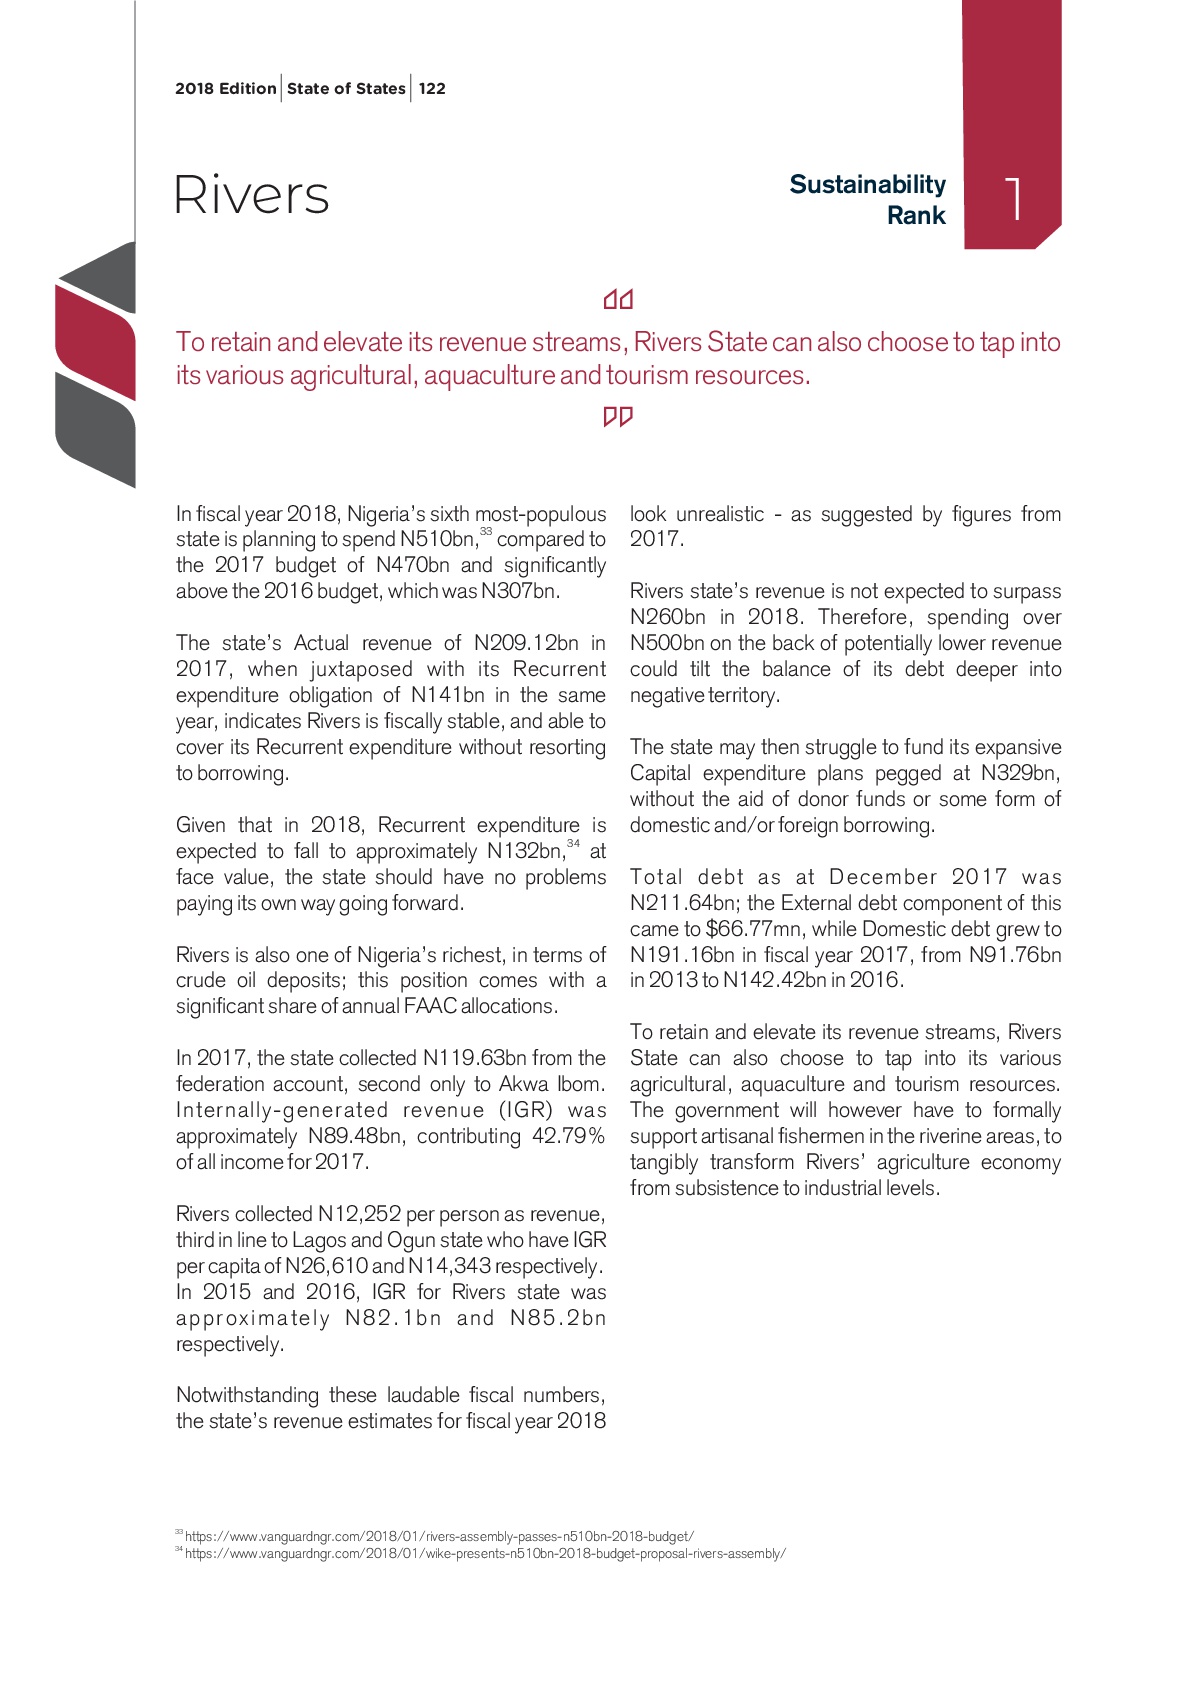 2018 Edition | State of States | 122
Rivers
Sustainability
Rank
1
To retain and elevate its revenue streams, Rivers State can also choose to tap into
its various agricultural, aquaculture and tourism resources.
In fiscal year 2018, Nigeria's sixth most-populous
state is planning to spend N510bn,33 compared to
the 2017 budget of N470bn and significantly
above the 2016 budget, which was N307bn.
The state's Actual revenue of N209.12bn in
2017, when juxtaposed with its Recurrent
expenditure obligation of N141bn in the same
year, indicates Rivers is fiscally stable, and able to
cover its Recurrent expenditure without resorting
to borrowing.
Given that in 2018, Recurrent expenditure is
expected to fall to approximately N132bn,34 at
face value, the state should have no problems
paying its own way going forward.
Rivers is also one of Nigeria's richest, in terms of
crude oil deposits; this position comes with a
significant share of annual FAAC allocations.
In 2017, the state collected N119.63bn from the
federation account, second only to Akwa Ibom.
Internally-generated revenue (IGR) was
approximately N89.48bn, contributing 42.79%
of all income for 2017.
Rivers collected N12,252 per person as revenue,
third in line to Lagos and Ogun state who have IGR
per capita of N26,610 and N14,343 respectively.
In 2015 and 2016, IGR for Rivers state was
approximately N82.1bn and N85.2bn
respectively.
Notwithstanding these laudable fiscal numbers,
the state's revenue estimates for fiscal year 2018
look unrealistic - as suggested by figures from
2017.
Rivers state's revenue is not expected to surpass
N260bn in 2018. Therefore, spending over
N500bn on the back of potentially lower revenue
could tilt the balance of its debt deeper into
negative territory.
The state may then struggle to fund its expansive
Capital expenditure plans pegged at N329bn,
without the aid of donor funds or some form of
domestic and/or foreign borrowing.
Total debt as at December 2017 was
N211.64bn; the External debt component of this
came to $66.77mn, while Domestic debt grew to
N191.16bn in fiscal year 2017, from N91.76bn
in 2013 to N142.42bn in 2016.
To retain and elevate its revenue streams, Rivers
State can also choose to tap into its various
agricultural, aquaculture and tourism resources.
The government will however have to formally
support artisanal fishermen in the riverine areas, to
tangibly transform Rivers' agriculture economy
from subsistence to industrial levels.
33 https://www.vanguardngr.com/2018/01/rivers-assembly-passes-n510bn-2018-budget/
34 https://www.vanguardngr.com/2018/01/wike-presents-n510bn-2018-budget-proposal-rivers-assembly/